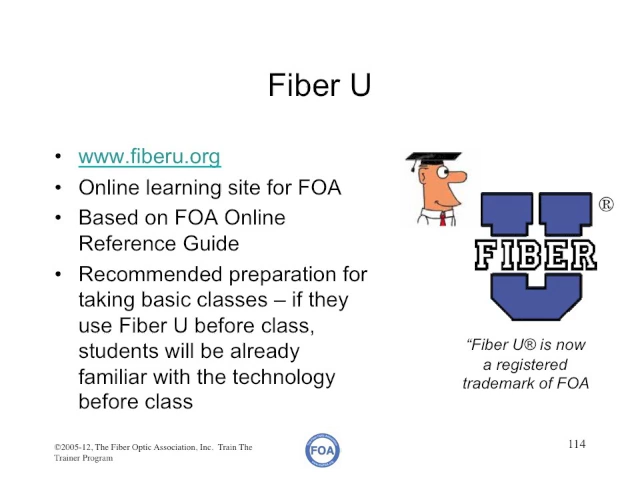 Fiber U
• www.fiberu.org
• Online learning site for FOA
• Based on FOA Online
Reference Guide
• Recommended preparation for
taking basic classes – if they
use Fiber U before class,
students will be already
familiar with the technology
before class
®
FIBER
U
“Fiber U® is now
a registered
trademark of FOA
©2005-12, The Fiber Optic Association, Inc. Train The
Trainer Program
FOA
114